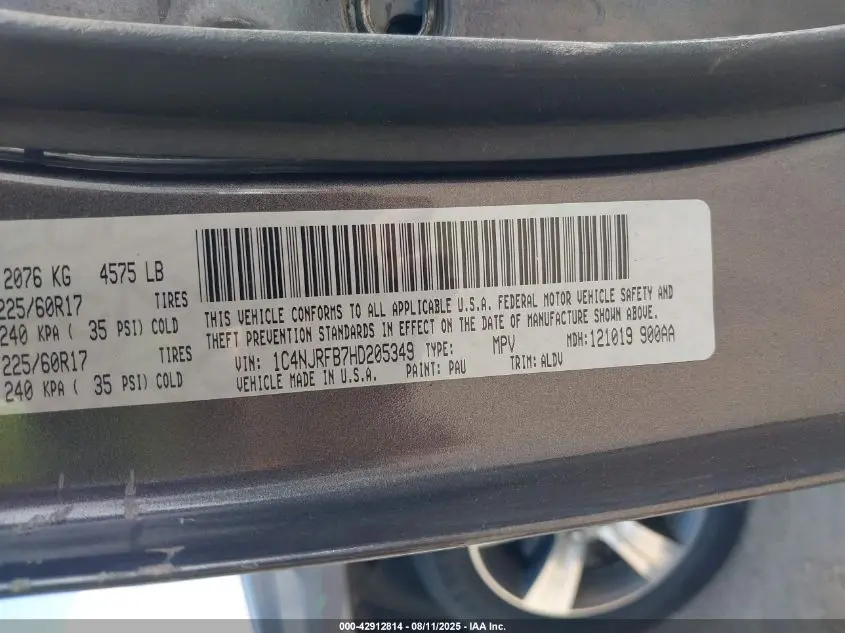 2076 KG 4575 LB
225/60R17 TIRES
240 KPA ( 35 PSI) COLD
225/60R17 TIRES
240 KPA ( 35 PSI) COLD
THIS VEHICLE CONFORMS TO ALL APPLICABLE U.S.A. FEDERAL MOTOR VEHICLE SAFETY AND
THEFT PREVENTION STANDARDS IN EFFECT ON THE DATE OF MANUFACTURE SHOWN ABOVE.
VIN: 1C4NJRFB7HD205349 TYPE: MPV MDH: 121019 900AA
VEHICLE MADE IN U.S.A. PAINT: PAU TRIM: ALDV
000-42912814 - 08/11/2025 - IAA Inc.